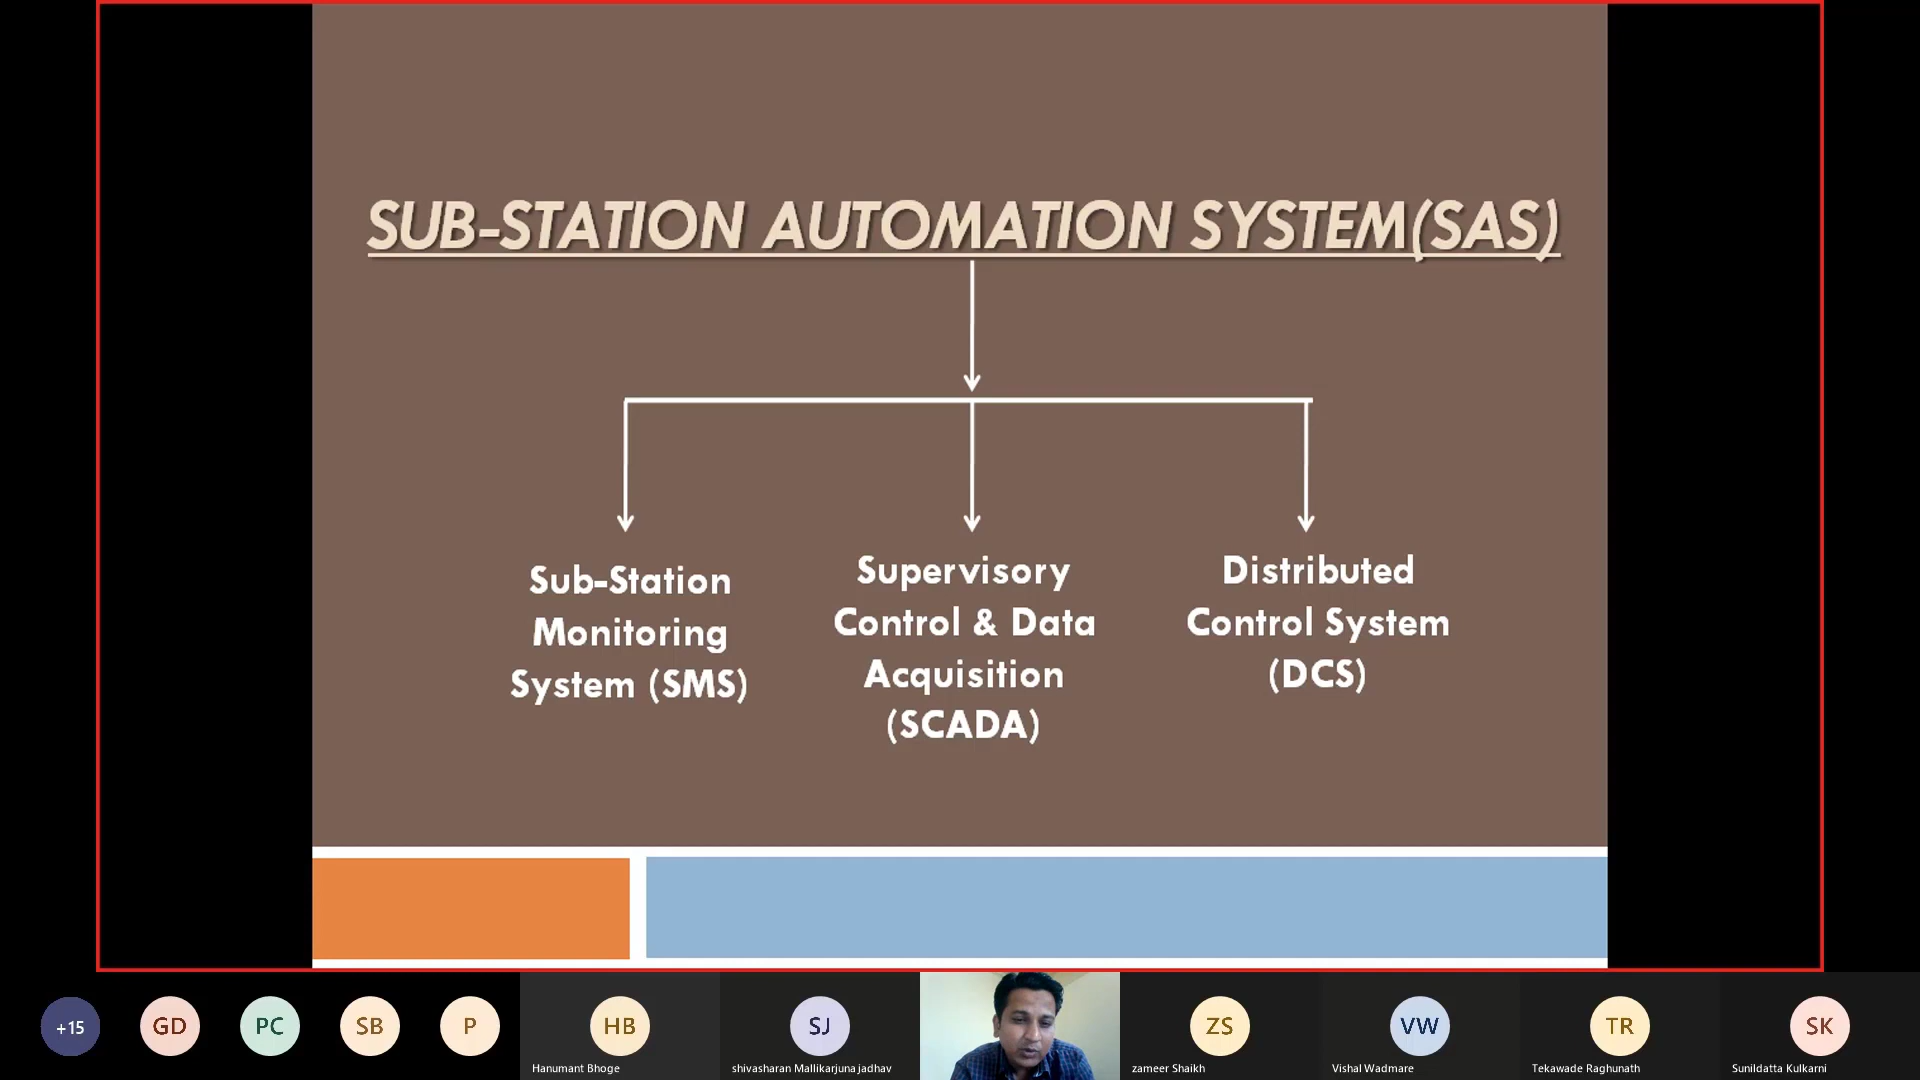 SUB-STATION AUTOMATION SYSTEM(SAS)
Sub-Station
Monitoring
System (SMS)
Supervisory
Control & Data
Acquisition
(SCADA)
Distributed
Control System
(DCS)
+15
GD
PC
SB
P
HB
Hanumant Bhoge
SJ
shivasharan Mallikarjuna jadhav
ZS
zameer Shaikh
VW
Vishal Wadmare
TR
Tekawade Raghunath
SK
Sunildatta Kulkarni